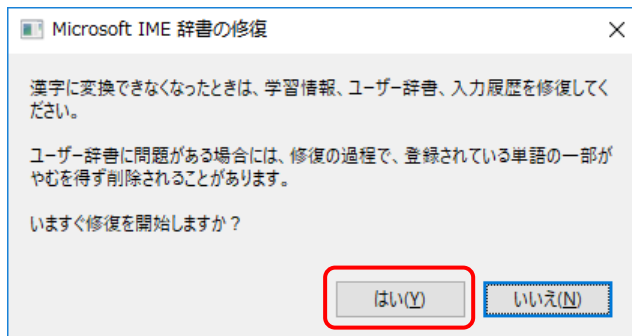 Microsoft IME 辞書の修復
漢字に変換できなくなったときは、学習情報、ユーザー辞書、入力履歴を修復してく
ださい。
ユーザー辞書に問題がある場合には、修復の過程で、登録されている単語の一部が
やむを得ず削除されることがあります。
いますぐ修復を開始しますか？
はい(Y) いいえ(N)